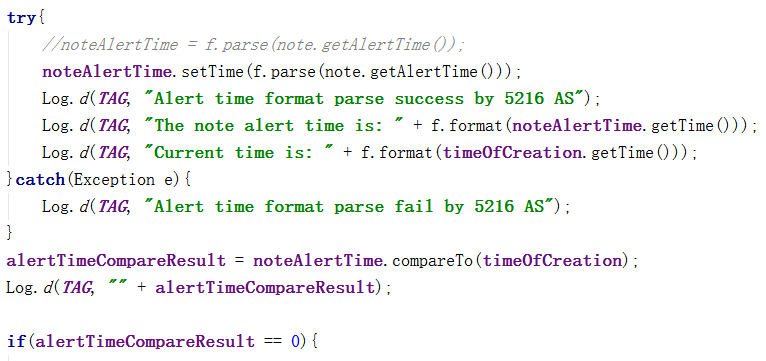 try{
//noteAlertTime = f.parse(note.getAlertTime());
noteAlertTime.setTime(f.parse(note.getAlertTime()));
Log.d(TAG, "Alert time format parse success by 5216 AS");
Log.d(TAG, "The note alert time is: " + f.format(noteAlertTime.getTime()));
Log.d(TAG, "Current time is: " + f.format(timeOfCreation.getTime()));
}catch(Exception e){
Log.d(TAG, "Alert time format parse fail by 5216 AS");
}
alertTimeCompareResult = noteAlertTime.compareTo(timeOfCreation);
Log.d(TAG, "" + alertTimeCompareResult);
if(alertTimeCompareResult == 0){